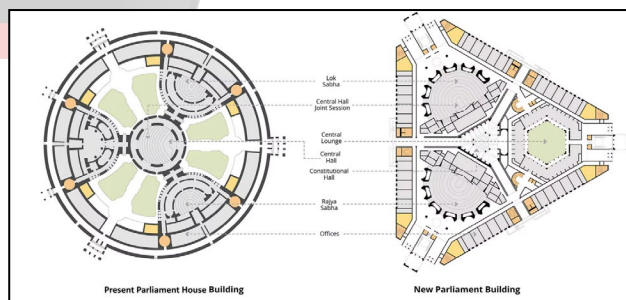 Lok
Sabha
Central Hall
Joint Session
Central
Lounge
Central
Hall
Constitutional
Hall
Rajya
Sabha
Offices
Present Parliament House Building
New Parliament Building